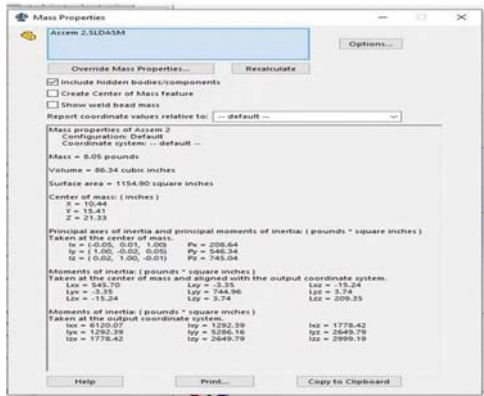 Mass Properties
Assem 2.SLDASM
Options...
Override Mass Properties... Recalculate
Include hidden bodies/components
Create Center of Mass feature
Show weld bead mass
Report coordinate values relative to: -- default --
Mass properties of Assem 2
Configuration: Default
Coordinate system: -- default --
Mass = 8.05 pounds
Volume = 86.34 cubic inches
Surface area = 1154.90 square inches
Center of mass: ( inches )
X = 10.44
Y = 15.41
Z = 21.33
Principal axes of inertia and principal moments of inertia: ( pounds * square inches )
Taken at the center of mass.
Ix = (-0.05, 0.01, 1.00) Px = 208.64
Iy = ( 1.00, -0.02, 0.05) Py = 546.34
Iz = ( 0.02, 1.00, -0.01) Pz = 745.04
Moments of inertia: ( pounds * square inches )
Taken at the center of mass and aligned with the output coordinate system.
Lxx = 545.70 Lxy = -3.35 Lxz = -15.24
Lyx = -3.35 Lyy = 744.96 Lyz = 3.74
Lzx = -15.24 Lzy = 3.74 Lzz = 209.35
Moments of inertia: ( pounds * square inches )
Taken at the output coordinate system.
Ixx = 6120.07 Ixy = 1292.39 Ixz = 1778.42
Iyx = 1292.39 Iyy = 5286.16 Iyz = 2649.79
Izx = 1778.42 Izy = 2649.79 Izz = 2999.19
Help Print... Copy to Clipboard